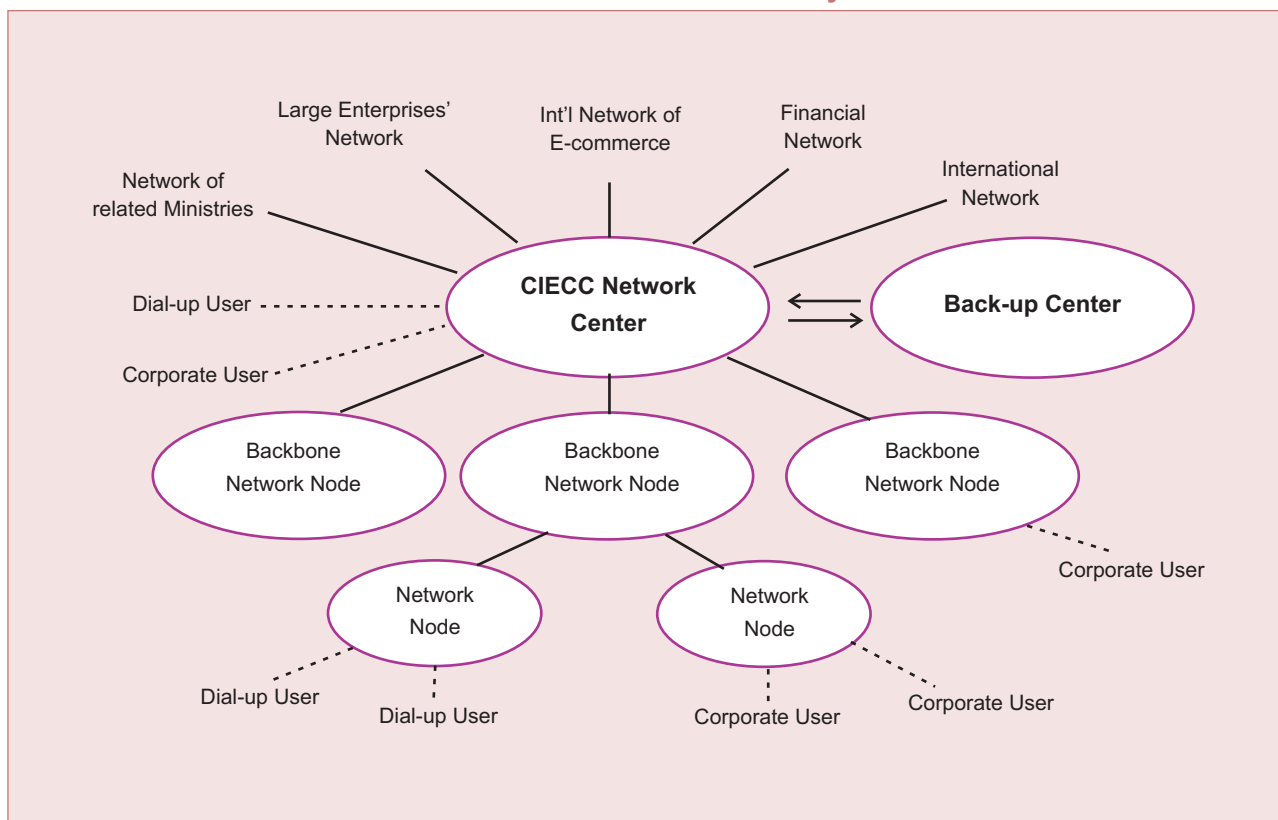 Large Enterprises’
Network
Int’l Network of
E-commerce
Financial
Network
International
Network
Network of
related Ministries
CIECC Network
Center
Back-up Center
Dial-up User
Corporate User
Backbone
Network Node
Backbone
Network Node
Backbone
Network Node
Corporate User
Network
Node
Network
Node
Dial-up User
Dial-up User
Corporate User
Corporate User